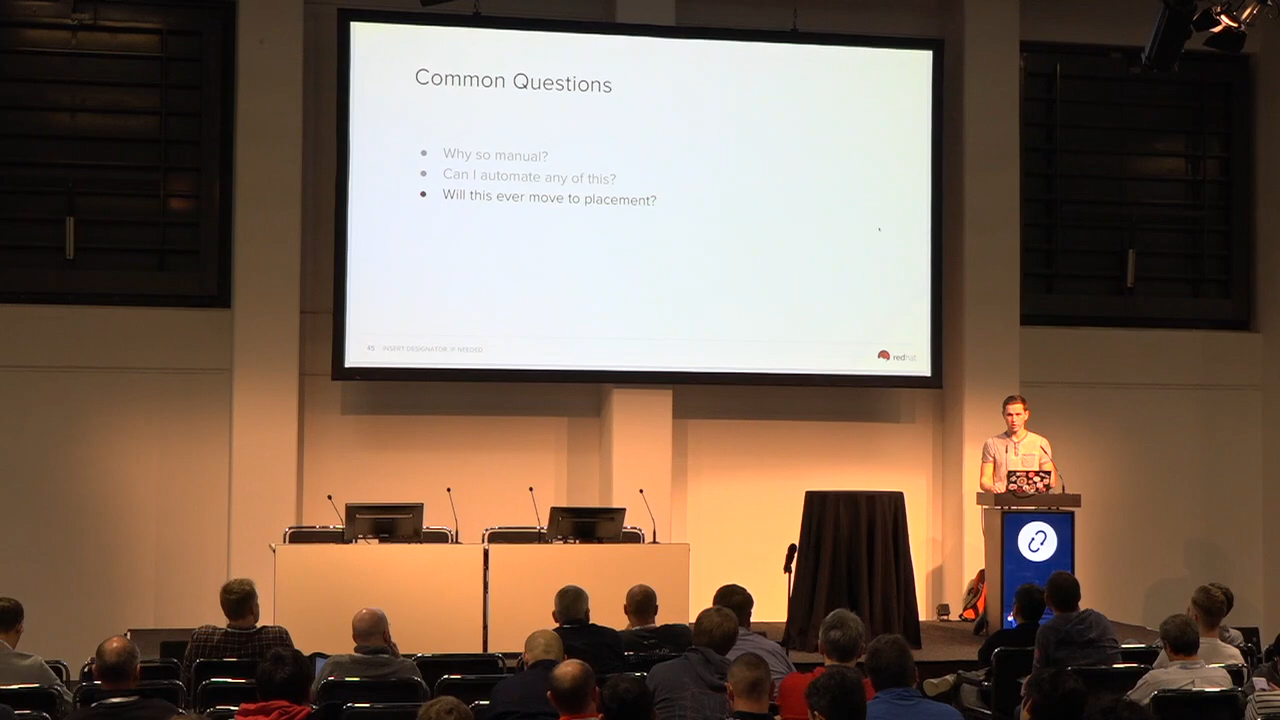 Common Questions
Why so manual?
Can I automate any of this?
Will this ever move to placement?
45 INSERT DESIGNATOR, IF NEEDED
redhat